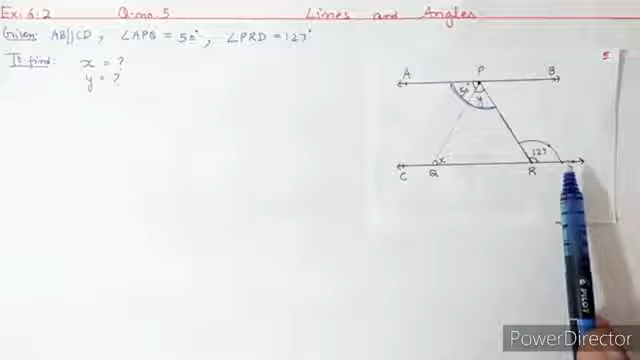 Ex: 6.2 Q.no.5 Lines and Angles
Given: AB||CD, ∠APQ = 50°, ∠PRD = 127°
To find: x = ?
y = ?
5
A P B
50° y
127
x
C Q R
PILOT
PowerDirector